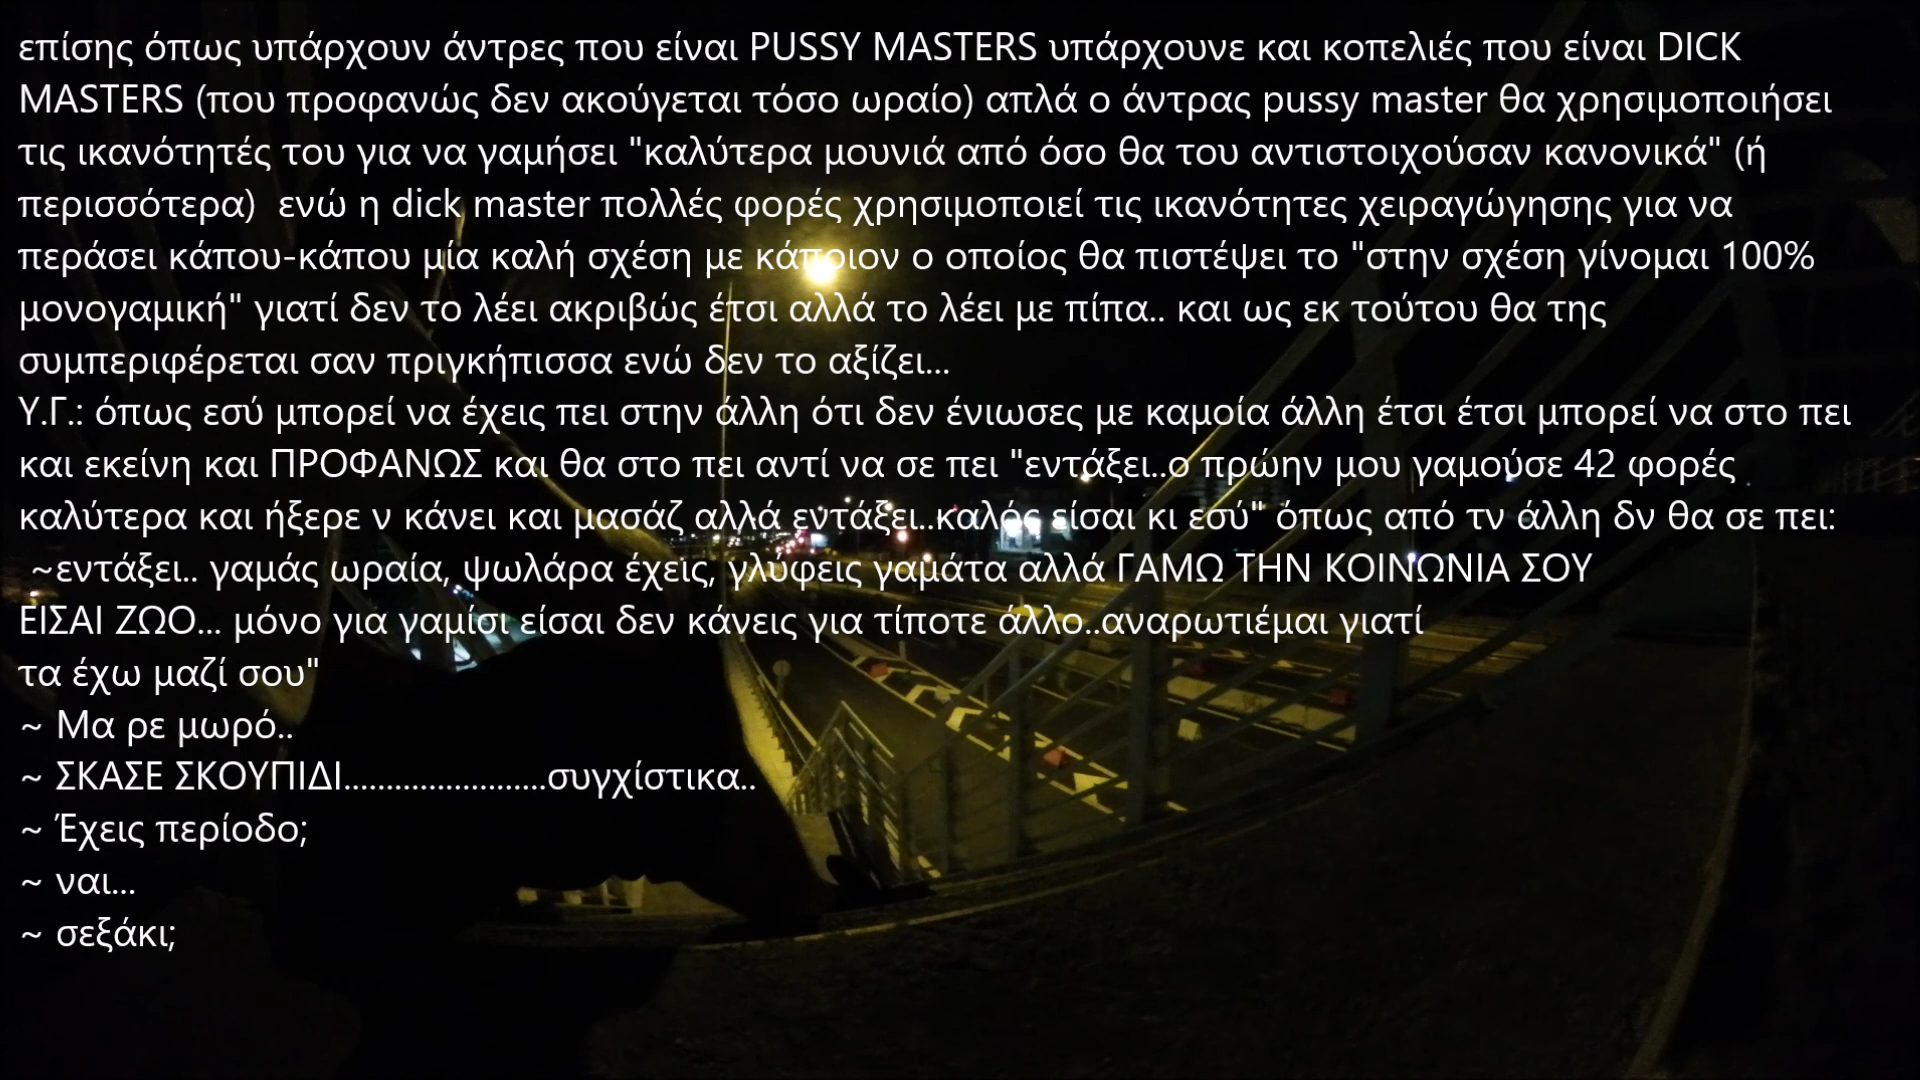 επίσης όπως υπάρχουν άντρες που είναι PUSSY MASTERS υπάρχουνε και κοπελιές που είναι DICK
MASTERS (που προφανώς δεν ακούγεται τόσο ωραίο) απλά ο άντρας pussy master θα χρησιμοποιήσει
τις ικανότητές του για να γαμήσει "καλύτερα μουνιά από όσο θα του αντιστοιχούσαν κανονικά" (ή
περισσότερα)  ενώ η dick master πολλές φορές χρησιμοποιεί τις ικανότητες χειραγώγησης για να
περάσει κάπου-κάπου μία καλή σχέση με κάποιον ο οποίος θα πιστέψει το "στην σχέση γίνομαι 100%
μονογαμική" γιατί δεν το λέει ακριβώς έτσι αλλά το λέει με πίπα.. και ως εκ τούτου θα της
συμπεριφέρεται σαν πριγκήπισσα ενώ δεν το αξίζει...
Υ.Γ.: όπως εσύ μπορεί να έχεις πει στην άλλη ότι δεν ένιωσες με καμοία άλλη έτσι έτσι μπορεί να στο πει
και εκείνη και ΠΡΟΦΑΝΩΣ και θα στο πει αντί να σε πει "εντάξει..ο πρώην μου γαμούσε 42 φορές
καλύτερα και ήξερε ν κάνει και μασάζ αλλά εντάξει..καλός είσαι κι εσύ" όπως από τν άλλη δν θα σε πει:
~εντάξει.. γαμάς ωραία, ψωλάρα έχεις, γλύφεις γαμάτα αλλά ΓΑΜΩ ΤΗΝ ΚΟΙΝΩΝΙΑ ΣΟΥ
ΕΙΣΑΙ ΖΩΟ... μόνο για γαμίσι είσαι δεν κάνεις για τίποτε άλλο..αναρωτιέμαι γιατί
τα έχω μαζί σου"
~ Μα ρε μωρό..
~ ΣΚΑΣΕ ΣΚΟΥΠΙΔΙ........................συγχίστικα..
~ Έχεις περίοδο;
~ ναι...
~ σεξάκι;